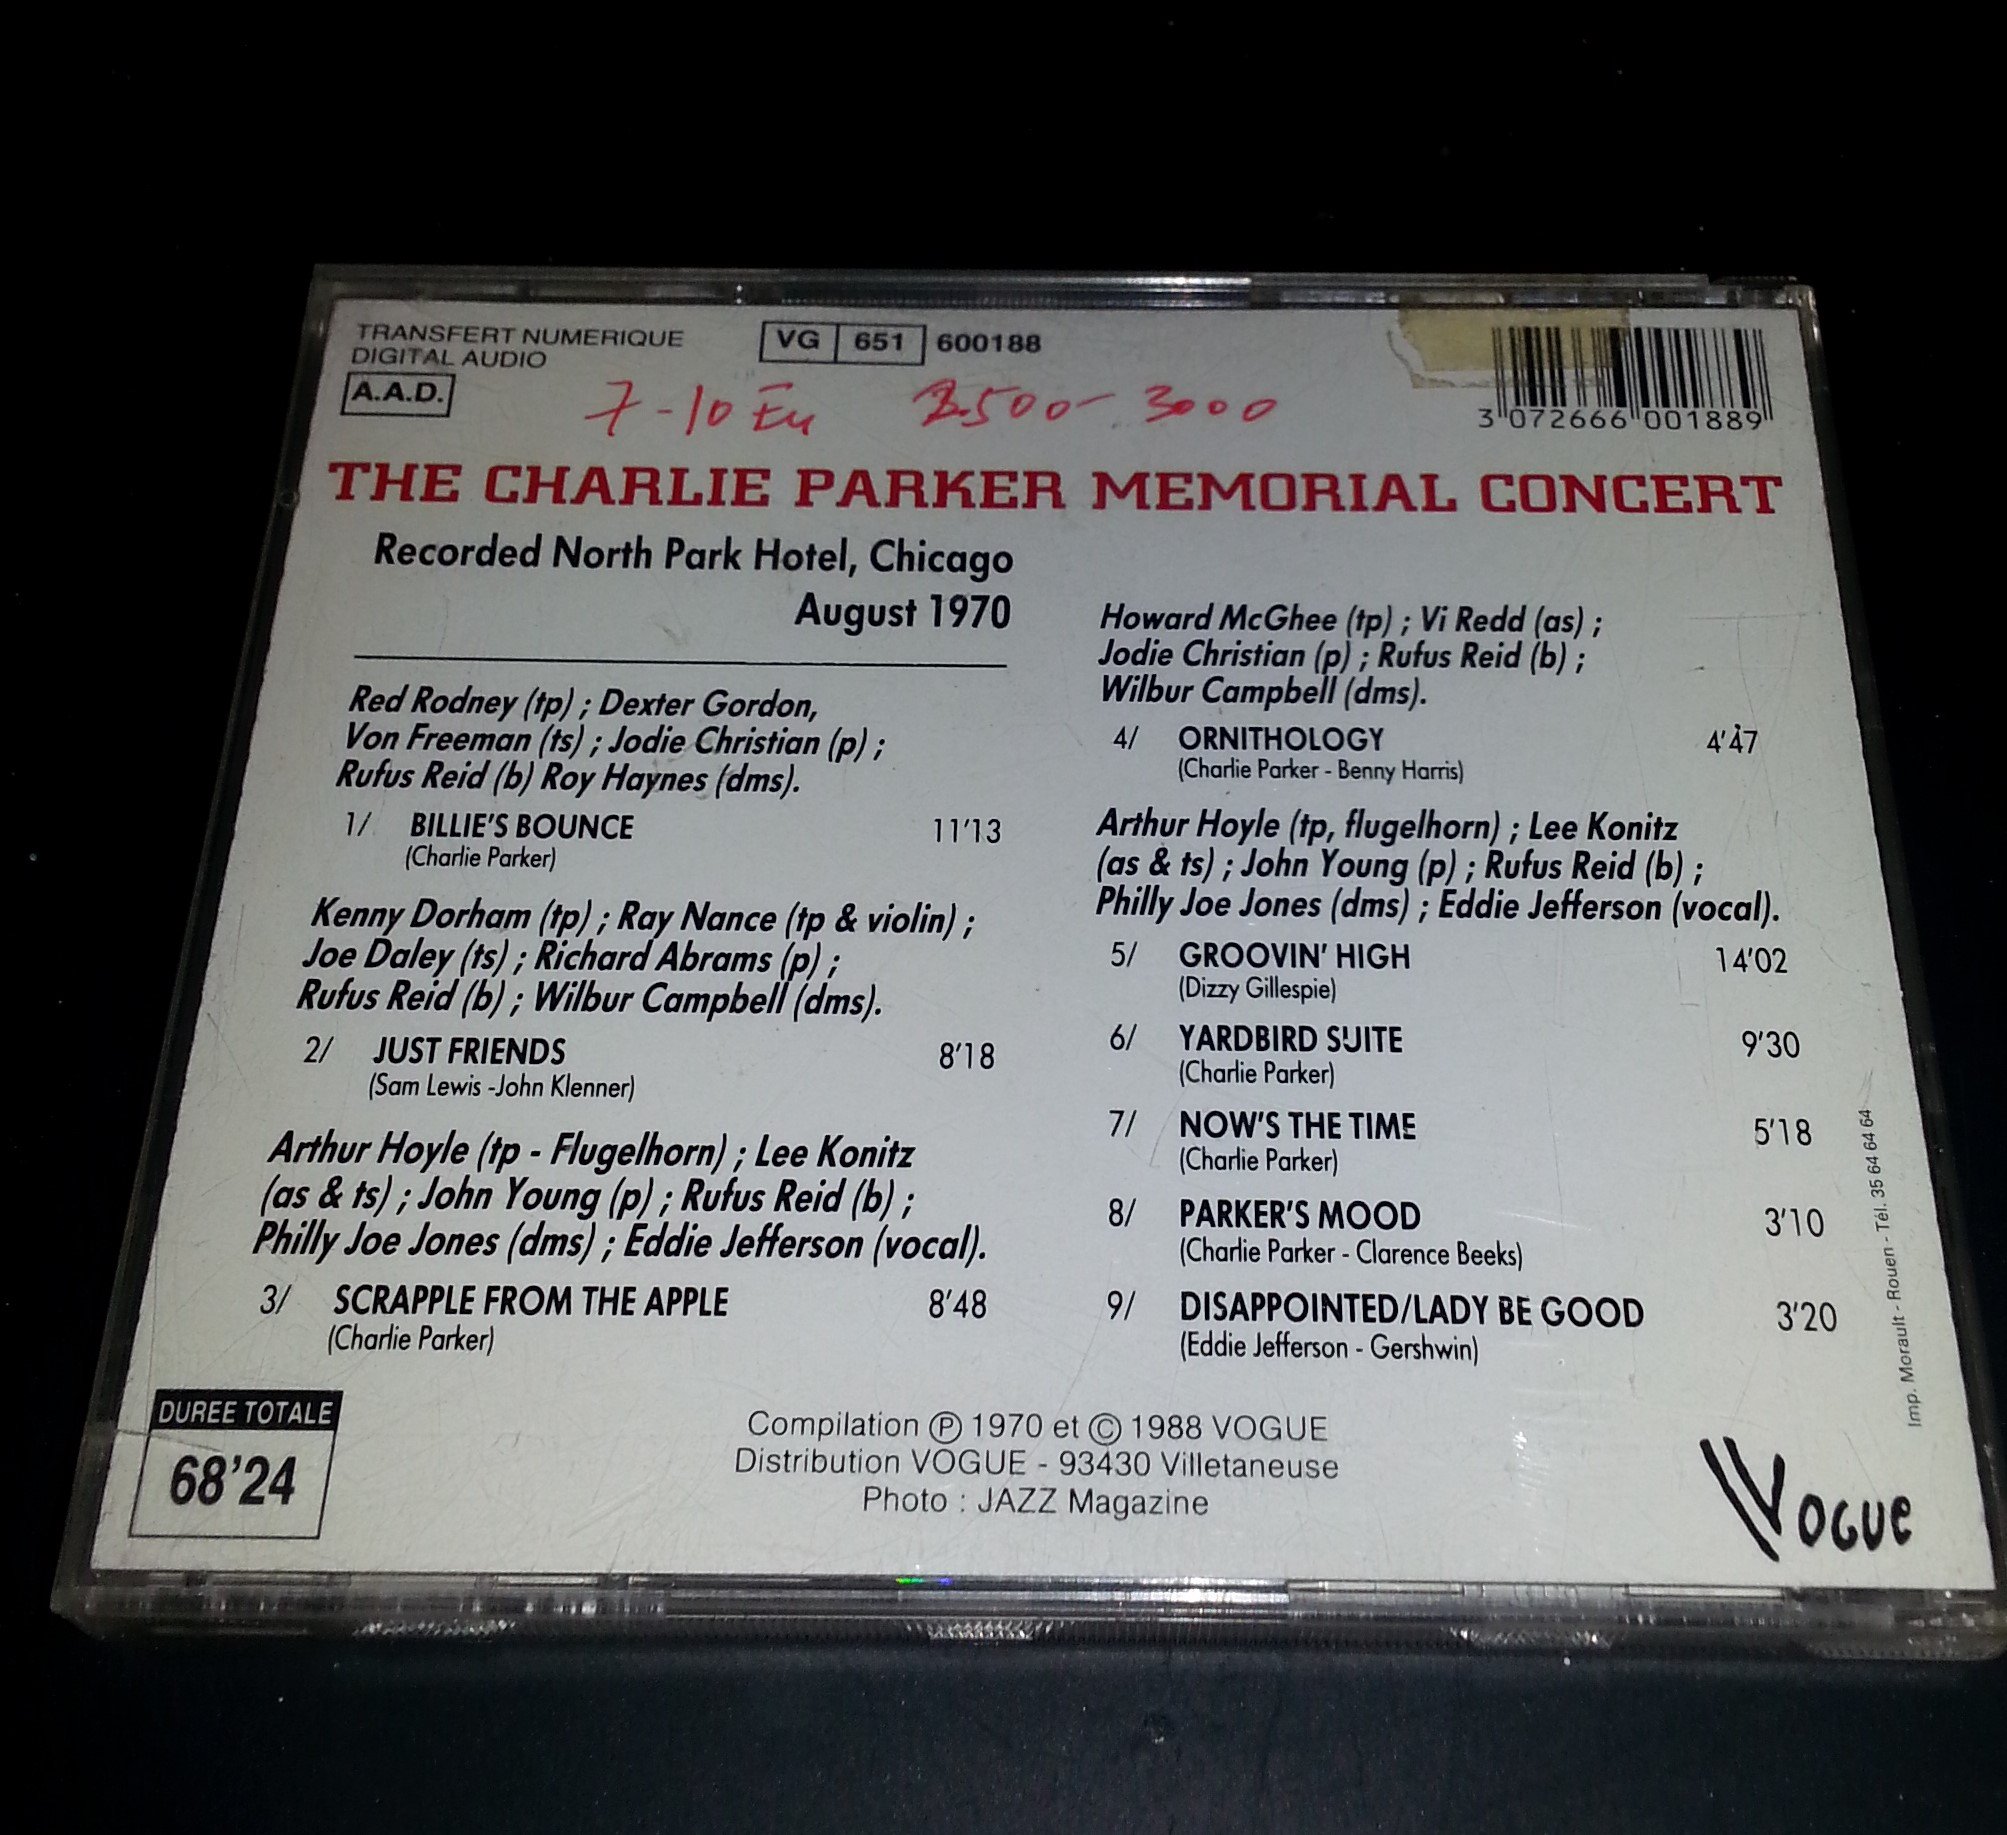 TRANSFERT NUMERIQUE
DIGITAL AUDIO
A.A.D.
VG 651 600188
7-10 Eu 2.500-3000
3 072666 001889
THE CHARLIE PARKER MEMORIAL CONCERT
Recorded North Park Hotel, Chicago
August 1970
Red Rodney (tp) ; Dexter Gordon,
Von Freeman (ts) ; Jodie Christian (p) ;
Rufus Reid (b) Roy Haynes (dms).
1/ BILLIE'S BOUNCE 11'13
(Charlie Parker)
Kenny Dorham (tp) ; Ray Nance (tp & violin) ;
Joe Daley (ts) ; Richard Abrams (p) ;
Rufus Reid (b) ; Wilbur Campbell (dms).
2/ JUST FRIENDS 8'18
(Sam Lewis -John Klenner)
Arthur Hoyle (tp - Flugelhorn) ; Lee Konitz
(as & ts) ; John Young (p) ; Rufus Reid (b) ;
Philly Joe Jones (dms) ; Eddie Jefferson (vocal).
3/ SCRAPPLE FROM THE APPLE 8'48
(Charlie Parker)
Howard McGhee (tp) ; Vi Redd (as) ;
Jodie Christian (p) ; Rufus Reid (b) ;
Wilbur Campbell (dms).
4/ ORNITHOLOGY 4'47
(Charlie Parker - Benny Harris)
Arthur Hoyle (tp, flugelhorn) ; Lee Konitz
(as & ts) ; John Young (p) ; Rufus Reid (b) ;
Philly Joe Jones (dms) ; Eddie Jefferson (vocal).
5/ GROOVIN' HIGH 14'02
(Dizzy Gillespie)
6/ YARDBIRD SUITE 9'30
(Charlie Parker)
7/ NOW'S THE TIME 5'18
(Charlie Parker)
8/ PARKER'S MOOD 3'10
(Charlie Parker - Clarence Beeks)
9/ DISAPPOINTED/LADY BE GOOD 3'20
(Eddie Jefferson - Gershwin)
Imp. Morault - Rouen - Tél. 35 64 64 64
DUREE TOTALE
68'24
Compilation ℗ 1970 et © 1988 VOGUE
Distribution VOGUE - 93430 Villetaneuse
Photo : JAZZ Magazine
VOGUE